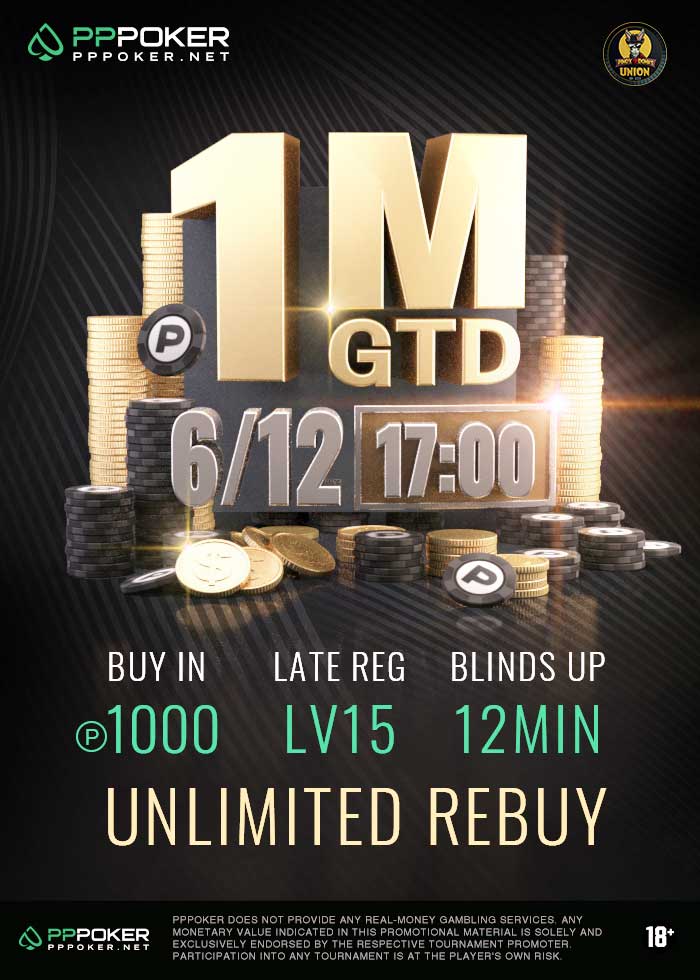 PPPOKER
PPPOKER.NET
UNION
1M
GTD
6/12 17:00
P
$
P
BUY IN LATE REG BLINDS UP
P1000 LV15 12MIN
UNLIMITED REBUY
PPPOKER
PPPOKER.NET
PPPOKER DOES NOT PROVIDE ANY REAL-MONEY GAMBLING SERVICES. ANY
MONETARY VALUE INDICATED IN THIS PROMOTIONAL MATERIAL IS SOLELY AND
EXCLUSIVELY ENDORSED BY THE RESPECTIVE TOURNAMENT PROMOTER.
PARTICIPATION INTO ANY TOURNAMENT IS AT THE PLAYER'S OWN RISK.
18+